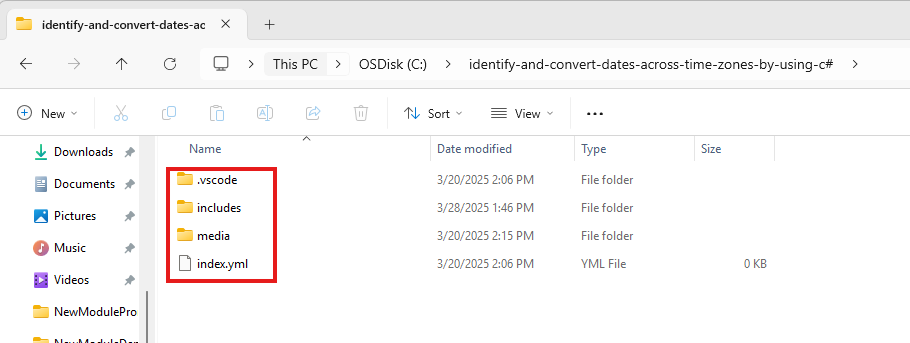 identify-and-convert-dates-ac
This PC
OSDisk (C:)
identify-and-convert-dates-across-time-zones-by-using-c#
New
Sort
View
Name Date modified Type Size
Downloads
.vscode 3/20/2025 2:06 PM File folder
Documents
includes 3/28/2025 1:46 PM File folder
Pictures
media 3/20/2025 2:15 PM File folder
Music
index.yml 3/20/2025 2:06 PM YML File 0 KB
Videos
NewModulePro